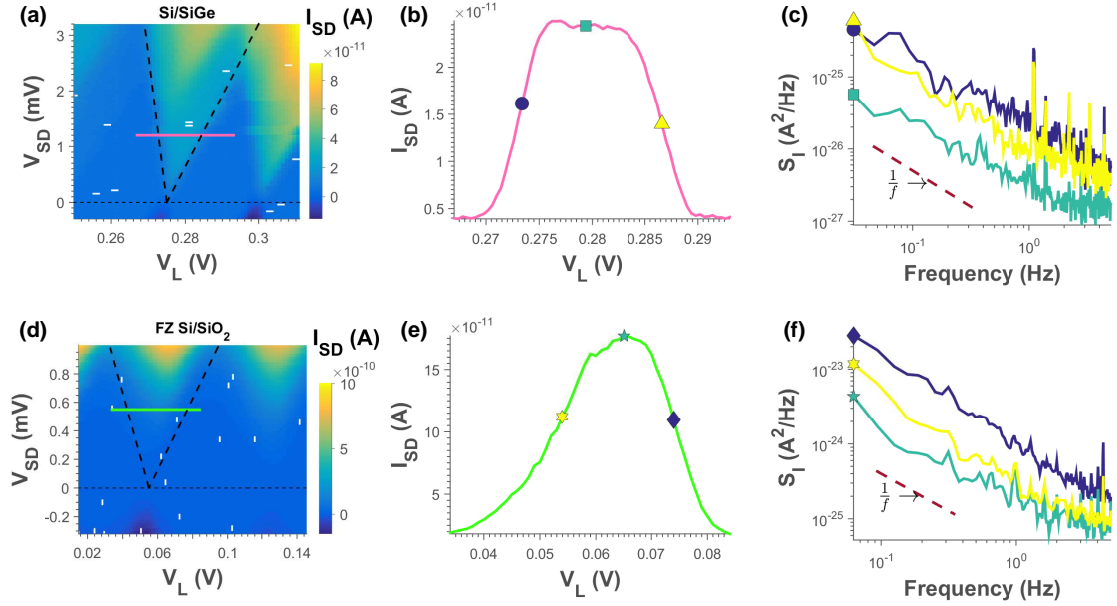 (a)
Si/SiGe
I_SD (A)
×10^-11
8
6
4
2
0
V_SD (mV)
3
2
1
0
0.26 0.28 0.3
V_L (V)
(b)
×10^-11
I_SD (A)
2.5
2
1.5
1
0.5
0.27 0.275 0.28 0.285 0.29
V_L (V)
(c)
S_I (A^2/Hz)
10^-25
10^-26
10^-27
1/f →
10^-1 10^0
Frequency (Hz)
(d)
FZ Si/SiO_2
I_SD (A)
×10^-10
10
5
0
V_SD (mV)
0.8
0.6
0.4
0.2
0
-0.2
0.02 0.06 0.1 0.14
V_L (V)
(e)
×10^-11
I_SD (A)
15
10
5
0.04 0.05 0.06 0.07 0.08
V_L (V)
(f)
S_I (A^2/Hz)
10^-23
10^-24
10^-25
1/f →
10^-1 10^0
Frequency (Hz)